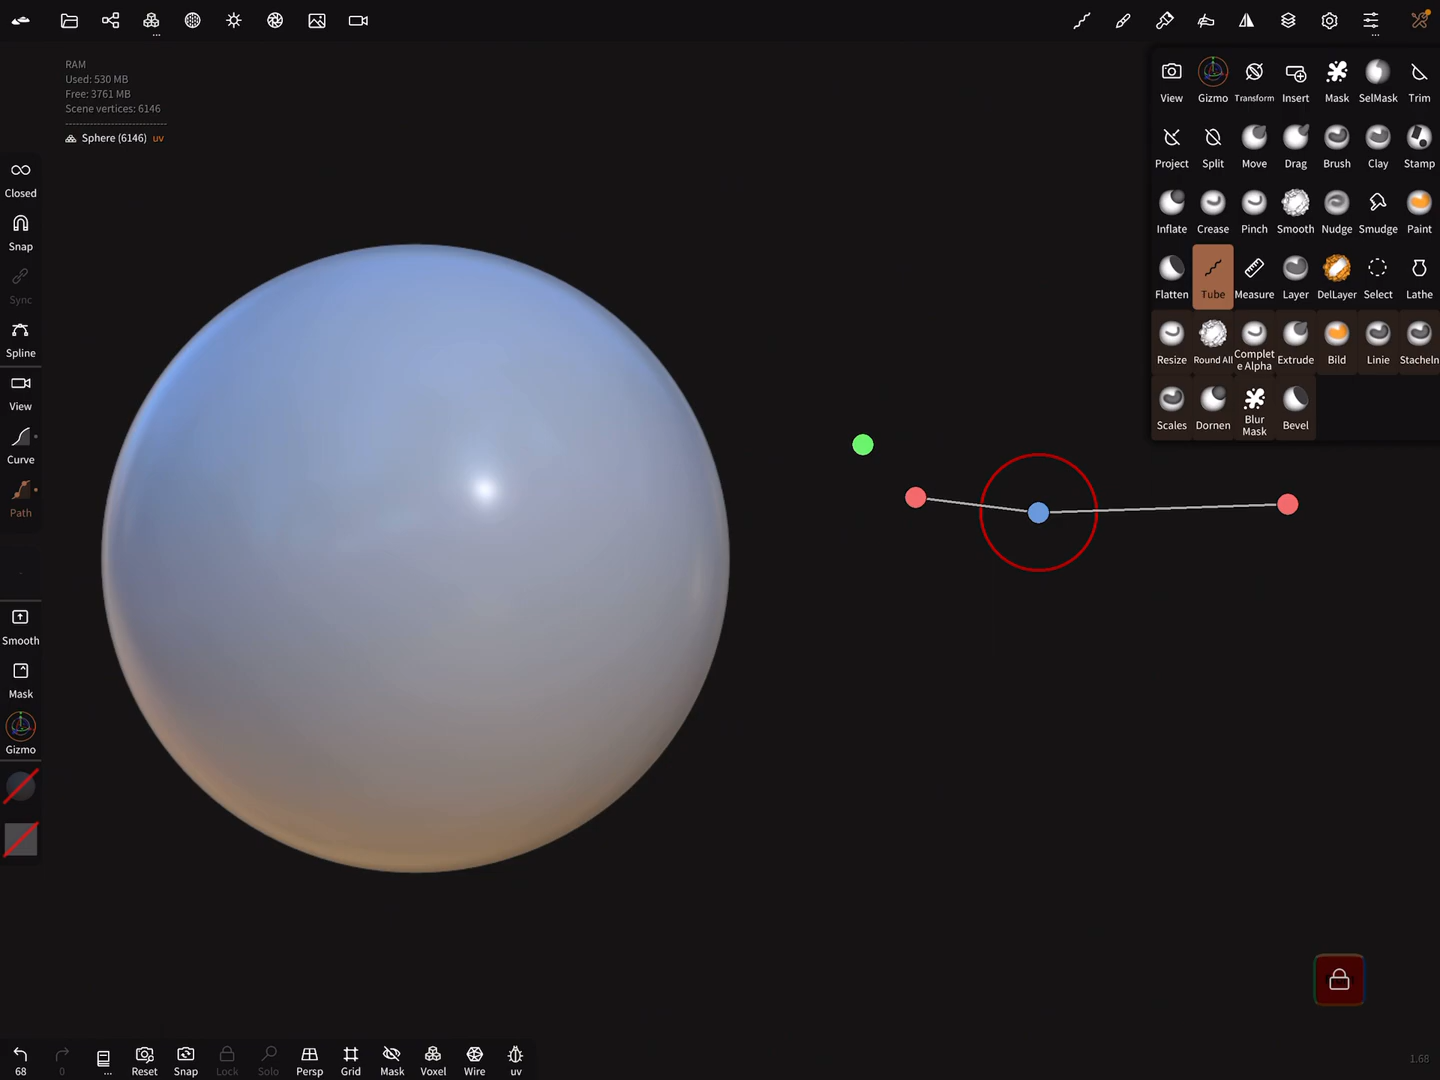 RAM
Used: 530 MB
Free: 3761 MB
Scene vertices: 6146
Sphere (6146) uv
Closed
Snap
Sync
Spline
View
Curve
Path
Smooth
Mask
Gizmo
View Gizmo Transform Insert Mask SelMask Trim
Project Split Move Drag Brush Clay Stamp
Inflate Crease Pinch Smooth Nudge Smudge Paint
Flatten Tube Measure Layer DelLayer Select Lathe
Resize Round All Complet
e Alpha Extrude Bild Linie Stacheln
Scales Dornen Blur
Mask Bevel
68 0 ... Reset Snap Lock Solo Persp Grid Mask Voxel Wire uv
1.68